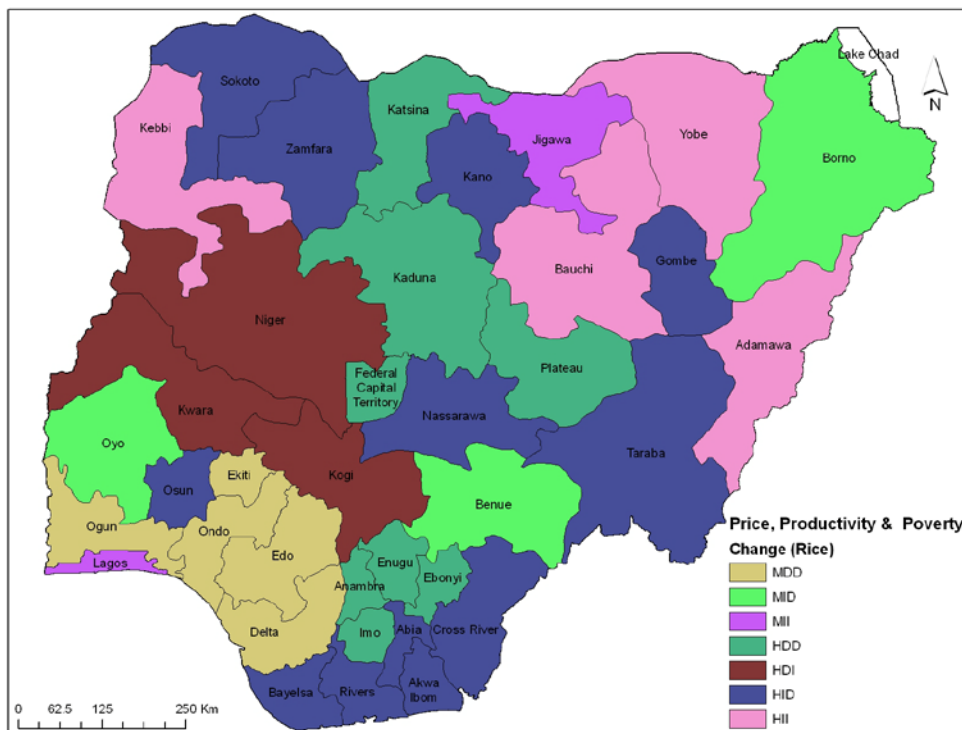 Lake Chad
N
Sokoto
Katsina
Kebbi
Jigawa
Yobe
Zamfara
Borno
Kano
Gombe
Bauchi
Kaduna
Niger
Adamawa
Federal
Capital
Territory
Plateau
Kwara
Nassarawa
Oyo
Taraba
Kogi
Ekiti
Osun
Benue
Ogun
Ondo
Edo
Lagos
Enugu
Ebonyi
Anambra
Delta
Imo
Abia
Cross River
Bayelsa
Rivers
Akwa
Ibom
0 62.5 125 250 Km
Price, Productivity & Poverty
Change (Rice)
MDD
MID
MII
HDD
HDI
HID
HII